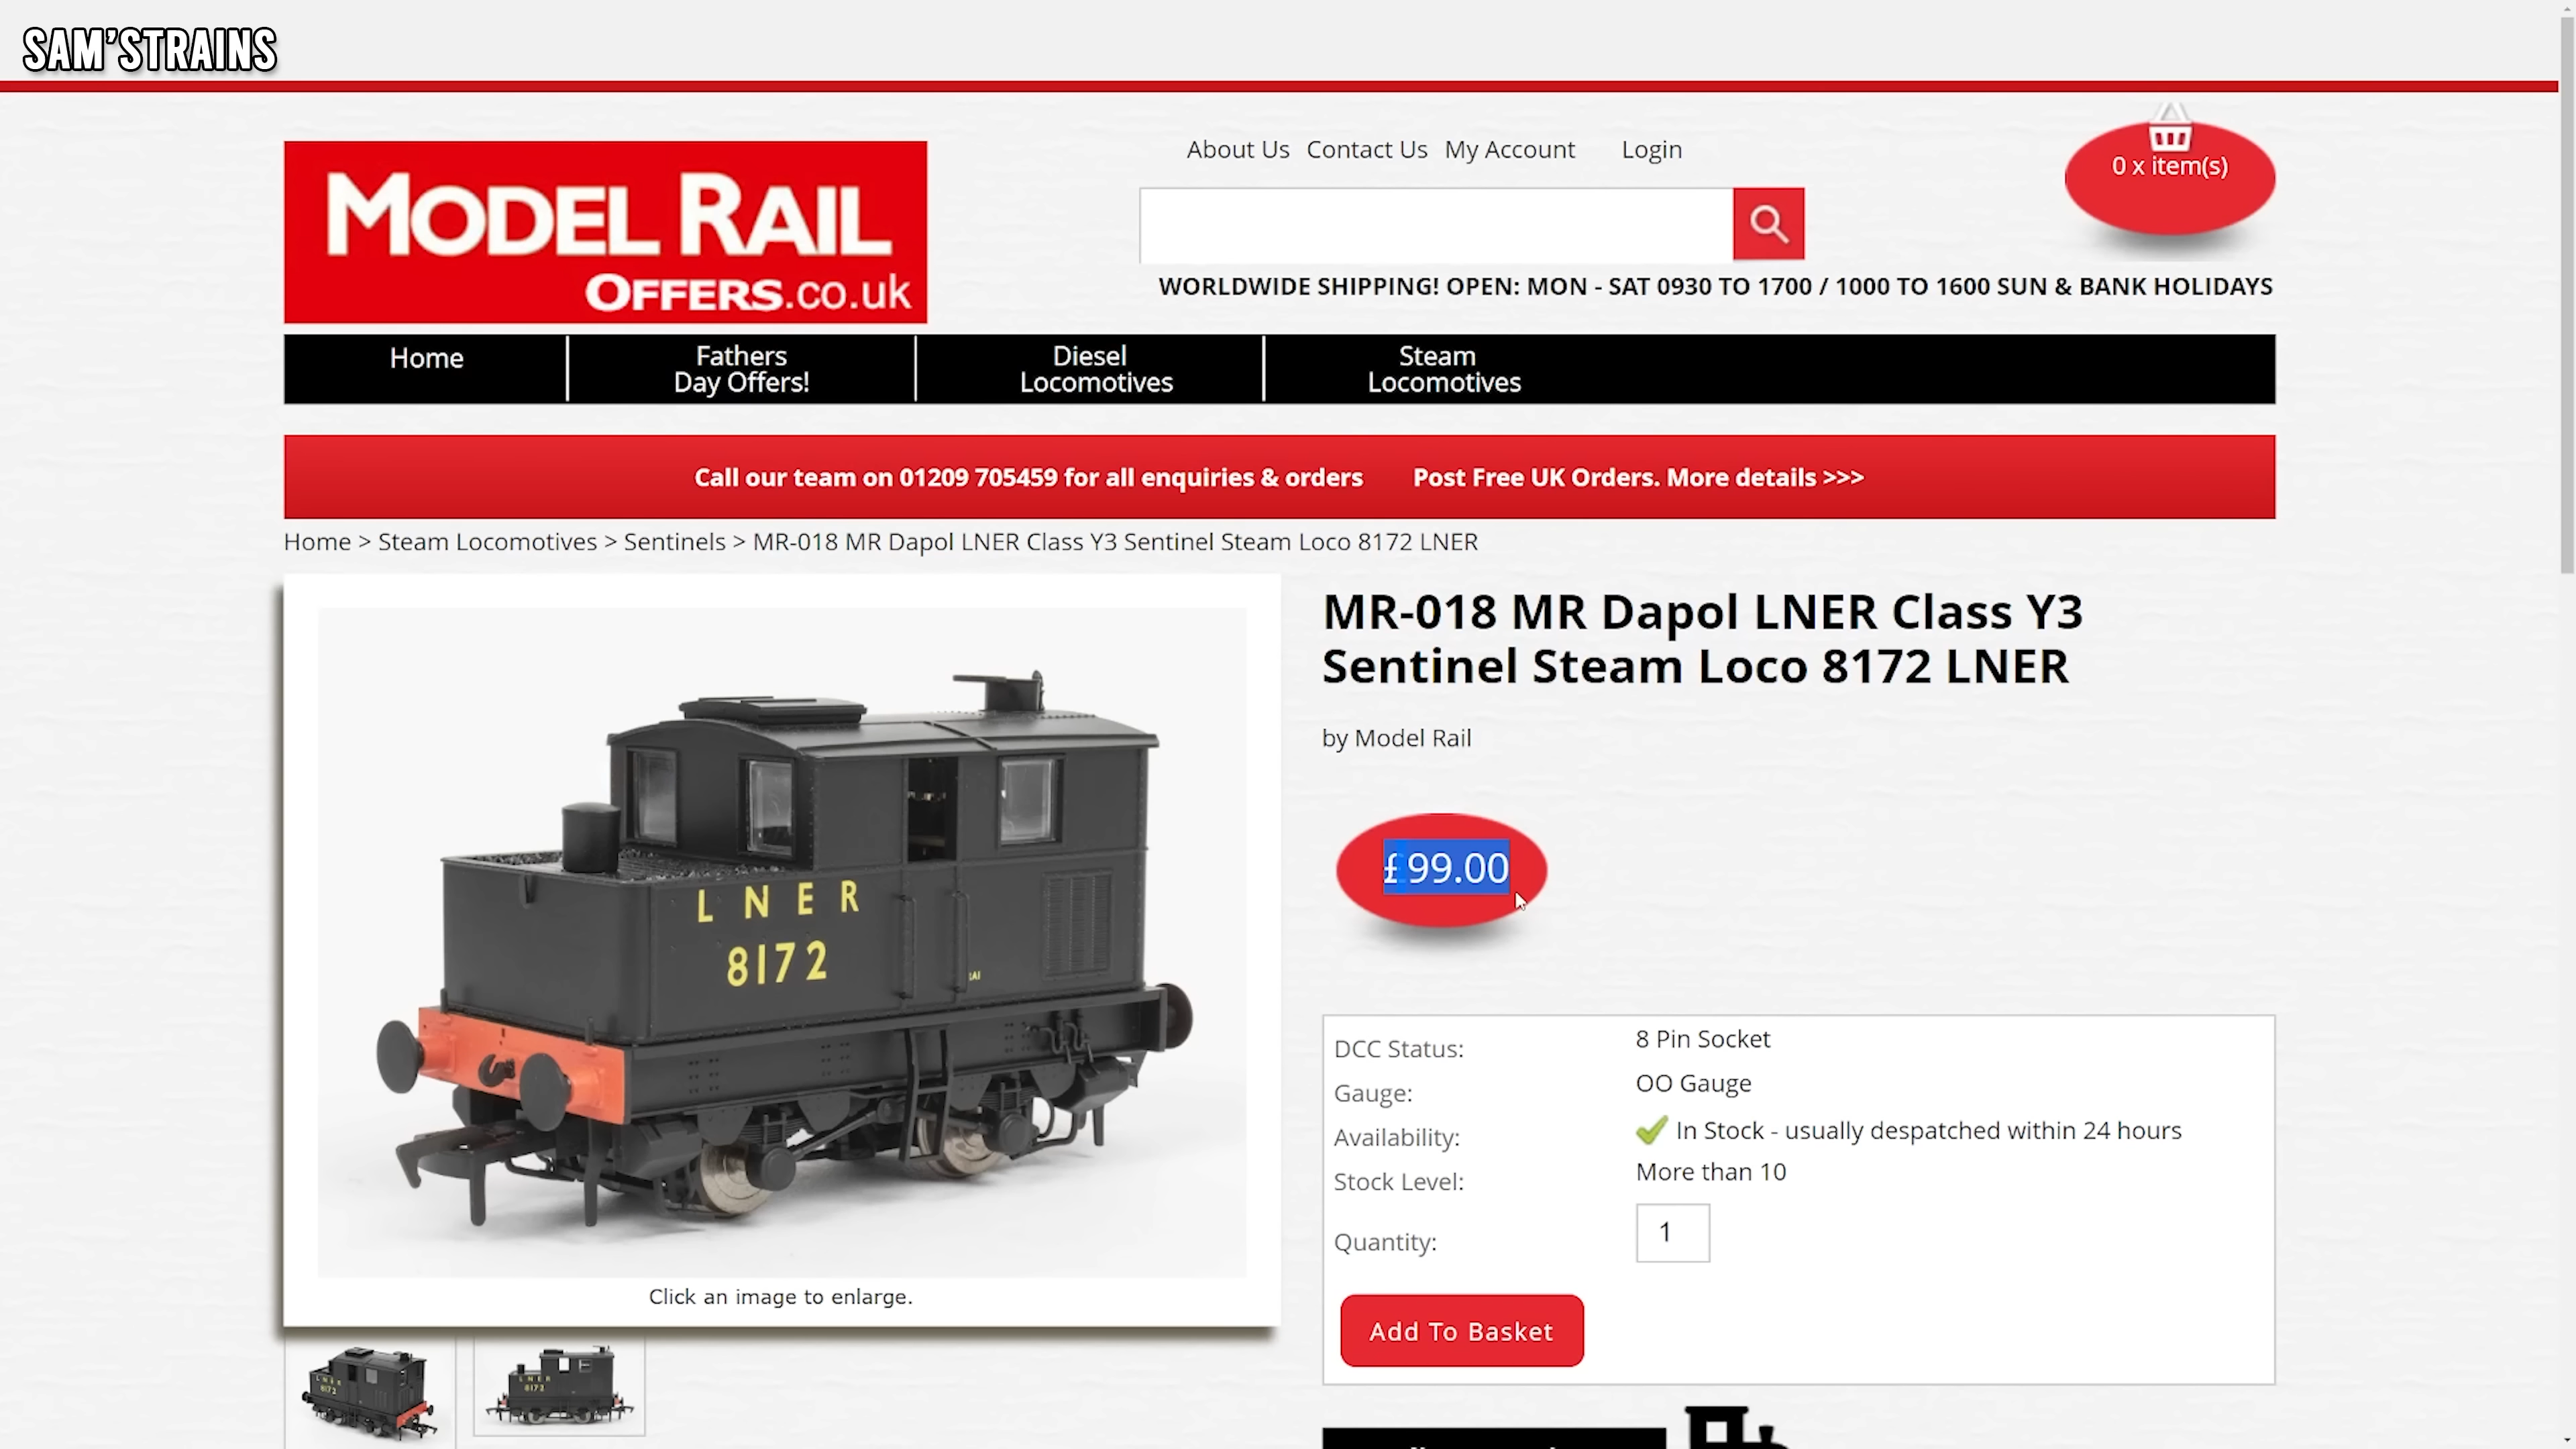 SAM'STRAINS
About Us Contact Us My Account Login
0 x item(s)
MODEL RAIL
OFFERS.co.uk
WORLDWIDE SHIPPING! OPEN: MON - SAT 0930 TO 1700 / 1000 TO 1600 SUN & BANK HOLIDAYS
Home
Fathers
Day Offers!
Diesel
Locomotives
Steam
Locomotives
Call our team on 01209 705459 for all enquiries & orders Post Free UK Orders. More details >>>
Home > Steam Locomotives > Sentinels > MR-018 MR Dapol LNER Class Y3 Sentinel Steam Loco 8172 LNER
MR-018 MR Dapol LNER Class Y3
Sentinel Steam Loco 8172 LNER
by Model Rail
£99.00
LNER
8172
DCC Status: 8 Pin Socket
Gauge: OO Gauge
Availability: In Stock - usually despatched within 24 hours
Stock Level: More than 10
Quantity: 1
Add To Basket
Click an image to enlarge.
LNER
8172
LNER
8172